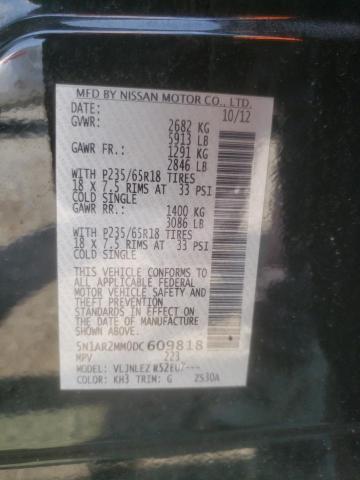 MFD BY NISSAN MOTOR CO., LTD.
DATE: 10/12
GVWR: 2682 KG
5913 LB
GAWR FR.: 1291 KG
2846 LB
WITH P235/65R18 TIRES
18 X 7.5 RIMS AT 33 PSI
COLD SINGLE
GAWR RR.: 1400 KG
3086 LB
WITH P235/65R18 TIRES
18 X 7.5 RIMS AT 33 PSI
COLD SINGLE
THIS VEHICLE CONFORMS TO
ALL APPLICABLE FEDERAL
MOTOR VEHICLE SAFETY
STANDARDS IN EFFECT ON
THE DATE OF MANUFACTURE
SHOWN ABOVE.
5N1AR2MM0DC609818
MPV 223
MODEL:
COLOR: KH3 TRIM: G 2S30A